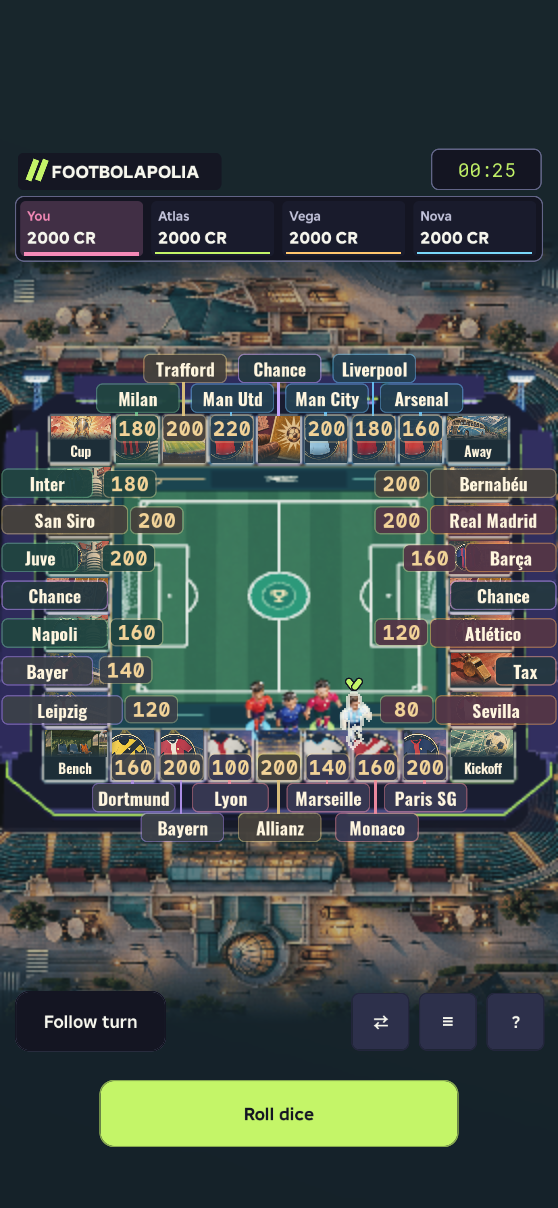 FOOTBOLAPOLIA
00:25
You
2000 CR
Atlas
2000 CR
Vega
2000 CR
Nova
2000 CR
Trafford
Chance
Liverpool
Milan
Man Utd
Man City
Arsenal
Cup
180
200
220
200
180
160
Away
Inter
180
200
Bernabéu
San Siro
200
200
Real Madrid
Juve
200
160
Barça
Chance
Chance
Napoli
160
120
Atlético
Bayer
140
Tax
Leipzig
120
80
Sevilla
Bench
160
200
100
200
140
160
200
Kickoff
Dortmund
Lyon
Marseille
Paris SG
Bayern
Allianz
Monaco
Follow turn
?
Roll dice